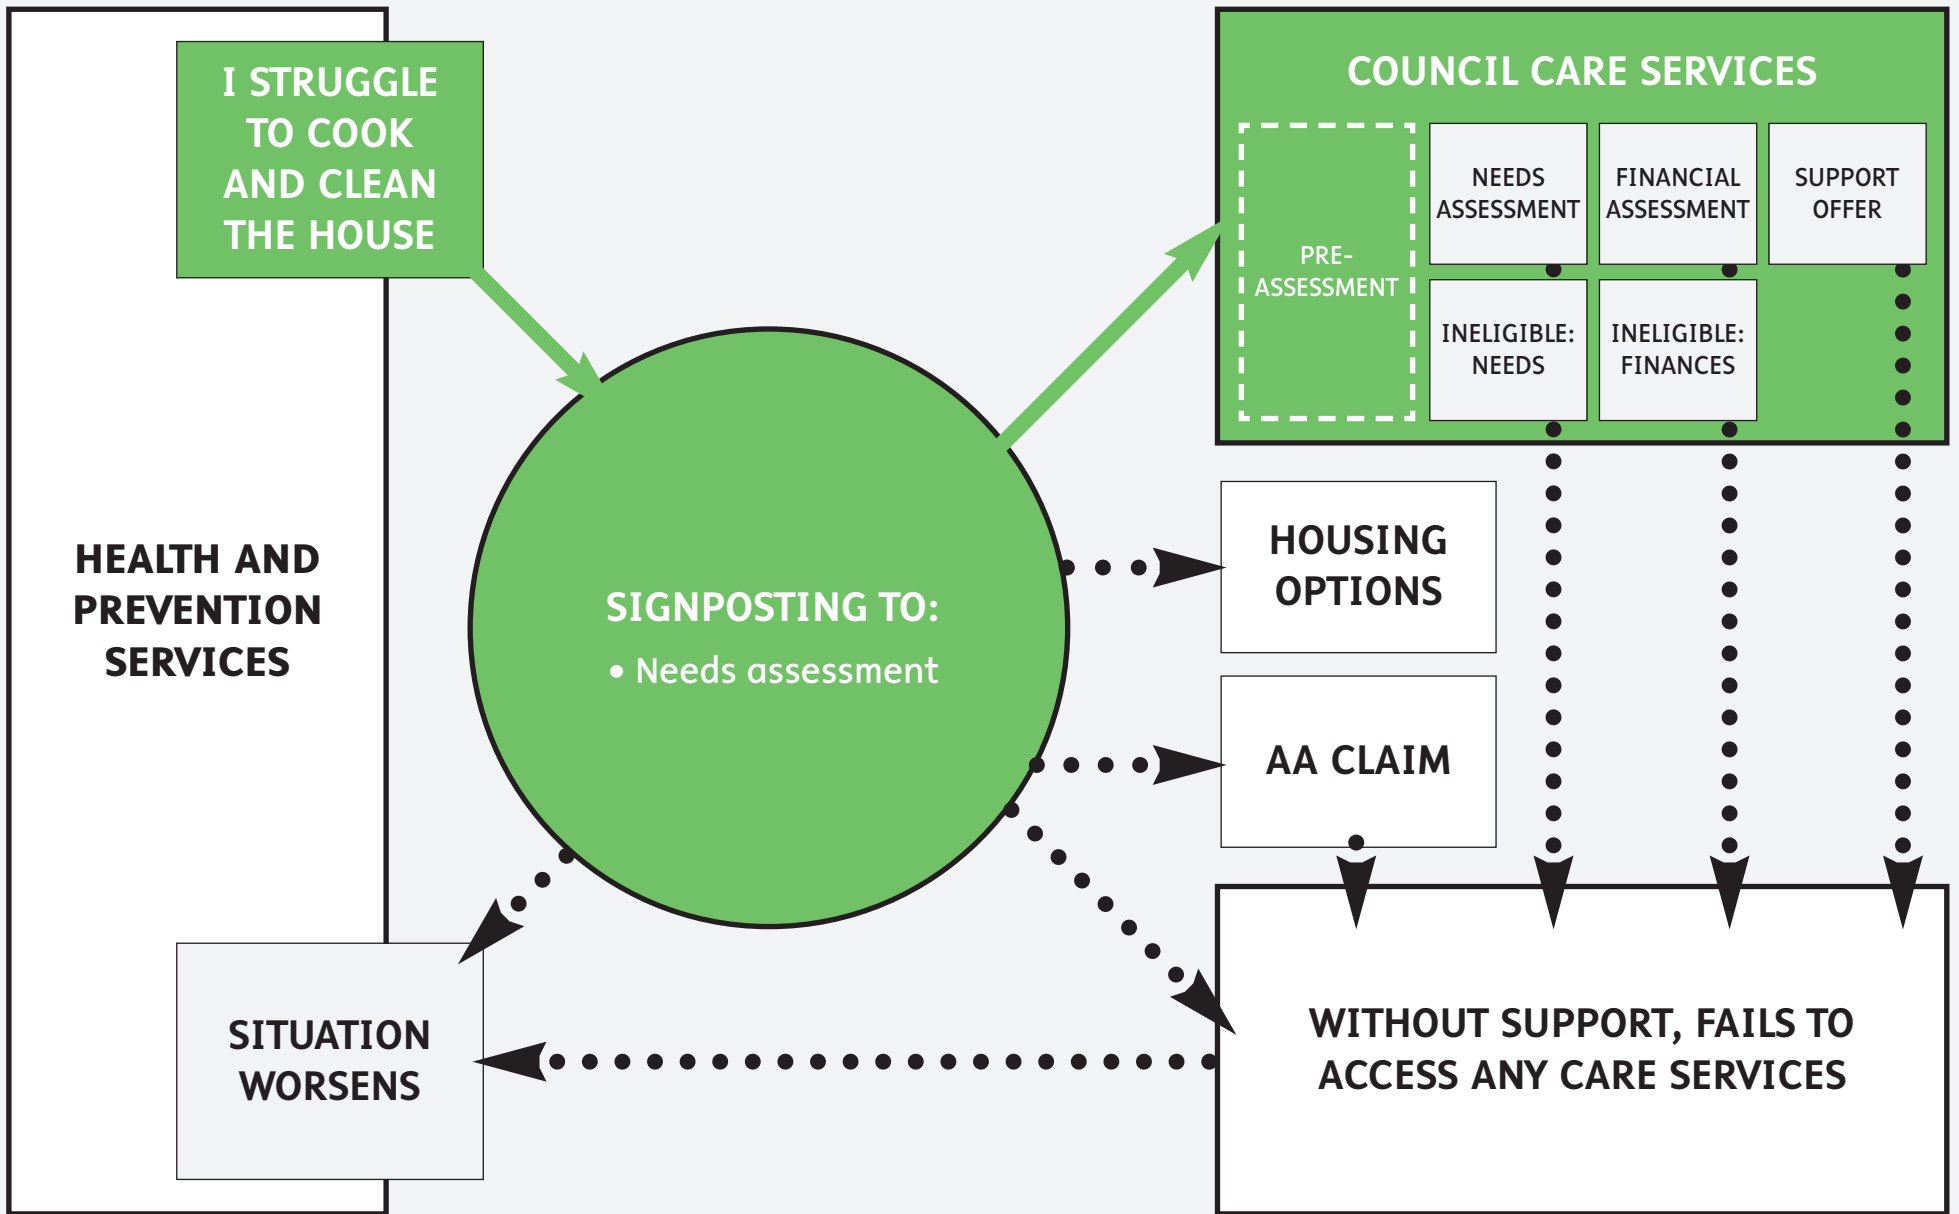 I STRUGGLE
TO COOK
AND CLEAN
THE HOUSE
HEALTH AND
PREVENTION
SERVICES
SITUATION
WORSENS
SIGNPOSTING TO:
• Needs assessment
COUNCIL CARE SERVICES
PRE-
ASSESSMENT
NEEDS
ASSESSMENT
FINANCIAL
ASSESSMENT
SUPPORT
OFFER
INELIGIBLE:
NEEDS
INELIGIBLE:
FINANCES
HOUSING
OPTIONS
AA CLAIM
WITHOUT SUPPORT, FAILS TO
ACCESS ANY CARE SERVICES